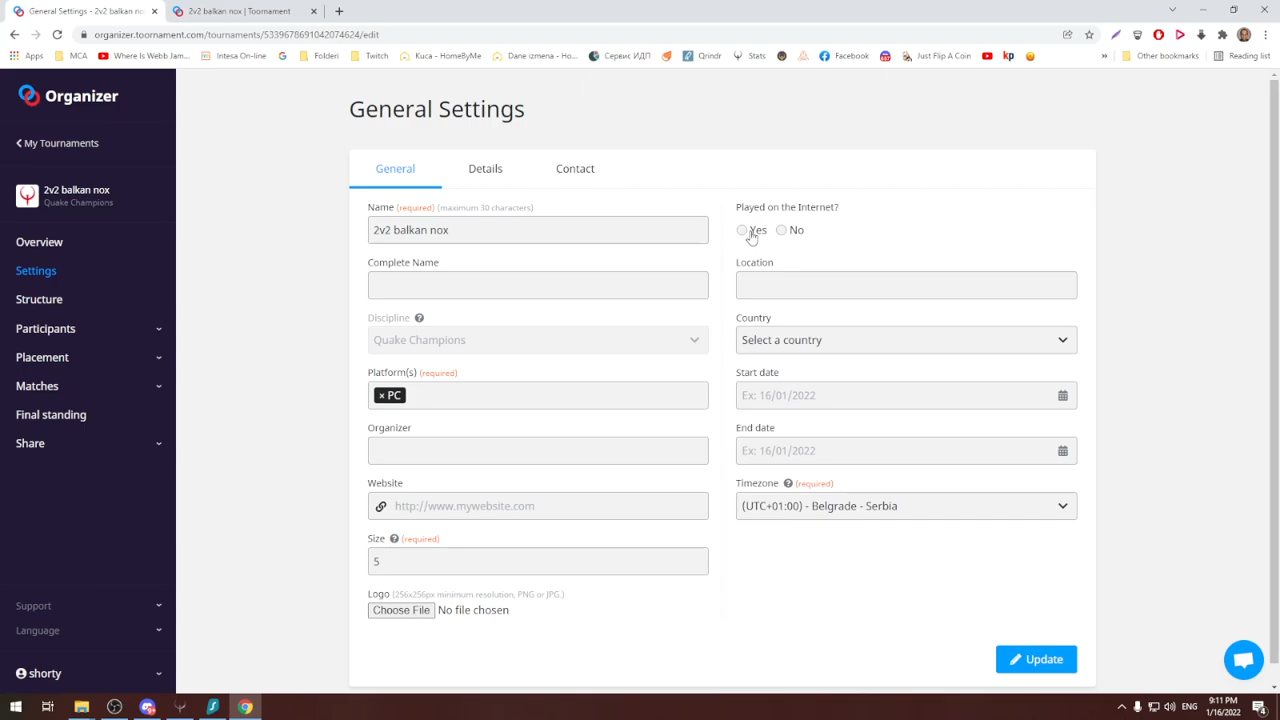 General Settings - 2v2 balkan no
2v2 balkan nox | Toornament
organizer.toornament.com/tournaments/5339678691042074624/edit
Apps
MCA
Where Is Webb Jam...
Intesa On-line
Folderi
Twitch
Kuca - HomeByMe
Dane izmena - Ho...
Сервис ИДП
Qrindr
Stats
Facebook
Just Flip A Coin
kp
»
Other bookmarks
Reading list
Organizer
My Tournaments
2v2 balkan nox
Quake Champions
Overview
Settings
Structure
Participants
Placement
Matches
Final standing
Share
Support
Language
shorty
General Settings
General
Details
Contact
Name (required) (maximum 30 characters)
2v2 balkan nox
Complete Name
Discipline ?
Quake Champions
Platform(s) (required)
× PC
Organizer
Website
http://www.mywebsite.com
Size ? (required)
5
Logo (256x256px minimum resolution, PNG or JPG.)
Choose File No file chosen
Played on the Internet?
Yes No
Location
Country
Select a country
Start date
Ex: 16/01/2022
End date
Ex: 16/01/2022
Timezone ? (required)
(UTC+01:00) - Belgrade - Serbia
Update
ENG
9:11 PM
1/16/2022
4